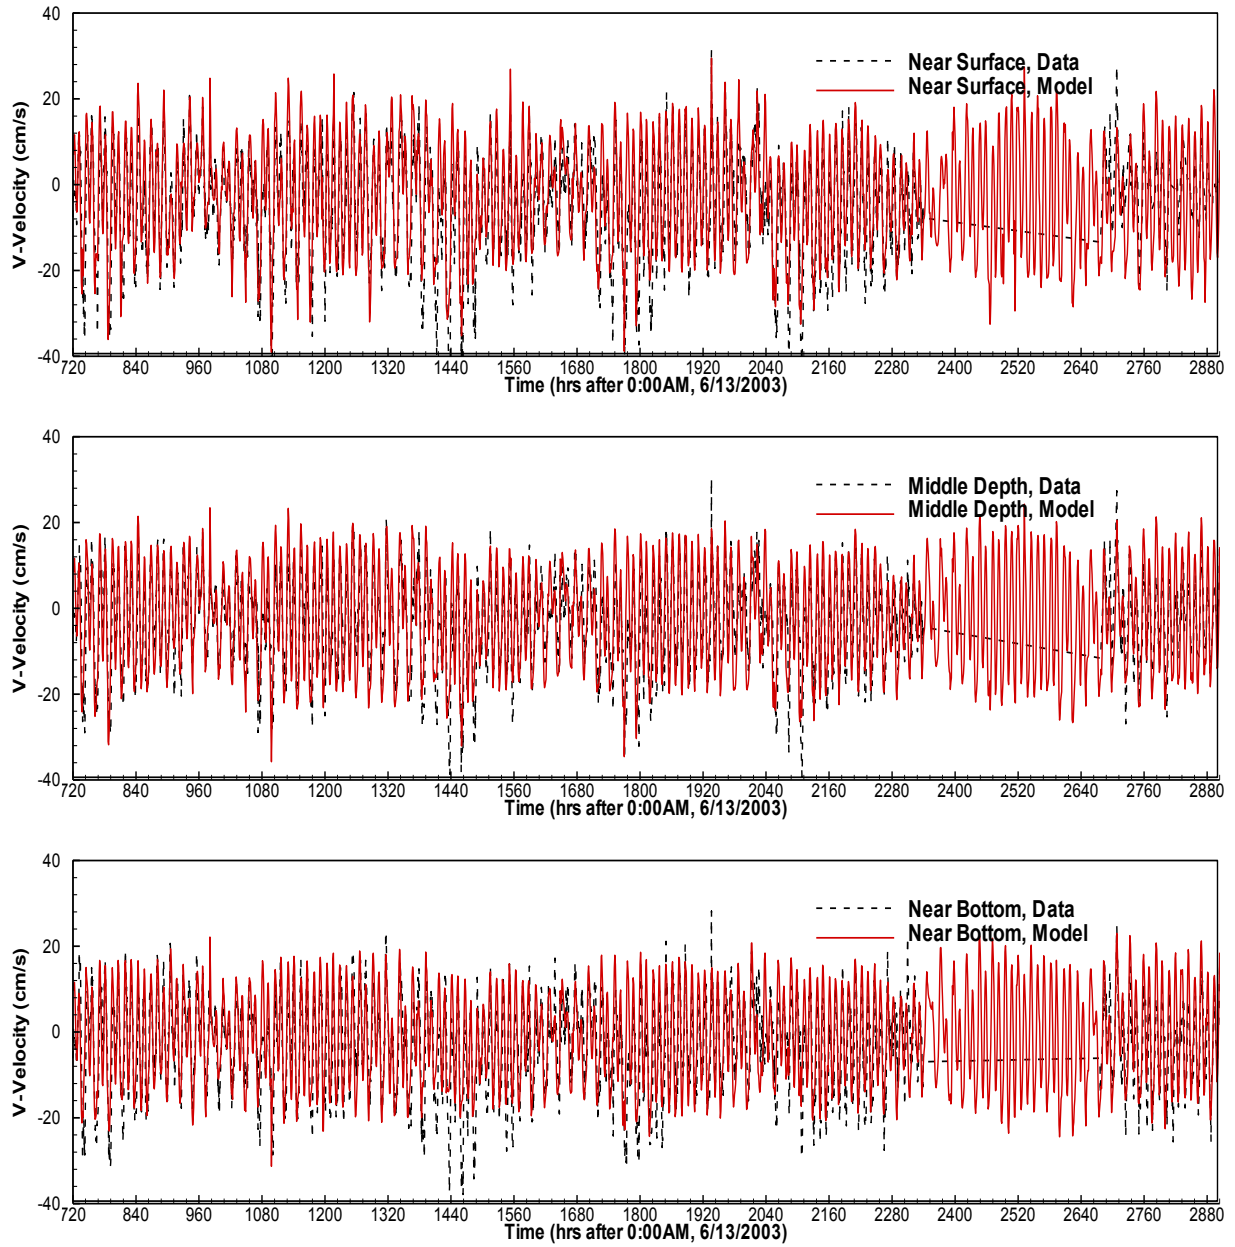 40
20
0
-20
-40
V-Velocity (cm/s)
Near Surface, Data
Near Surface, Model
720 840 960 1080 1200 1320 1440 1560 1680 1800 1920 2040 2160 2280 2400 2520 2640 2760 2880
Time (hrs after 0:00AM, 6/13/2003)
40
20
0
-20
-40
V-Velocity (cm/s)
Middle Depth, Data
Middle Depth, Model
720 840 960 1080 1200 1320 1440 1560 1680 1800 1920 2040 2160 2280 2400 2520 2640 2760 2880
Time (hrs after 0:00AM, 6/13/2003)
40
20
0
-20
-40
V-Velocity (cm/s)
Near Bottom, Data
Near Bottom, Model
720 840 960 1080 1200 1320 1440 1560 1680 1800 1920 2040 2160 2280 2400 2520 2640 2760 2880
Time (hrs after 0:00AM, 6/13/2003)